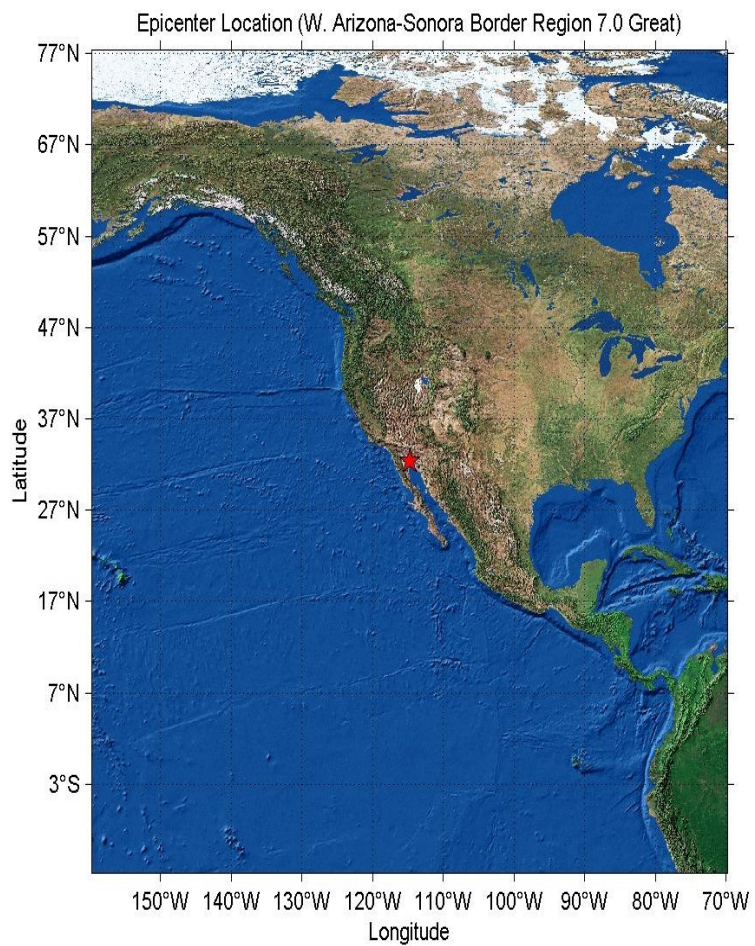 Epicenter Location (W. Arizona-Sonora Border Region 7.0 Great)
77°N
67°N
57°N
47°N
37°N
27°N
17°N
7°N
3°S
Latitude
150°W 140°W 130°W 120°W 110°W 100°W 90°W 80°W 70°W
Longitude